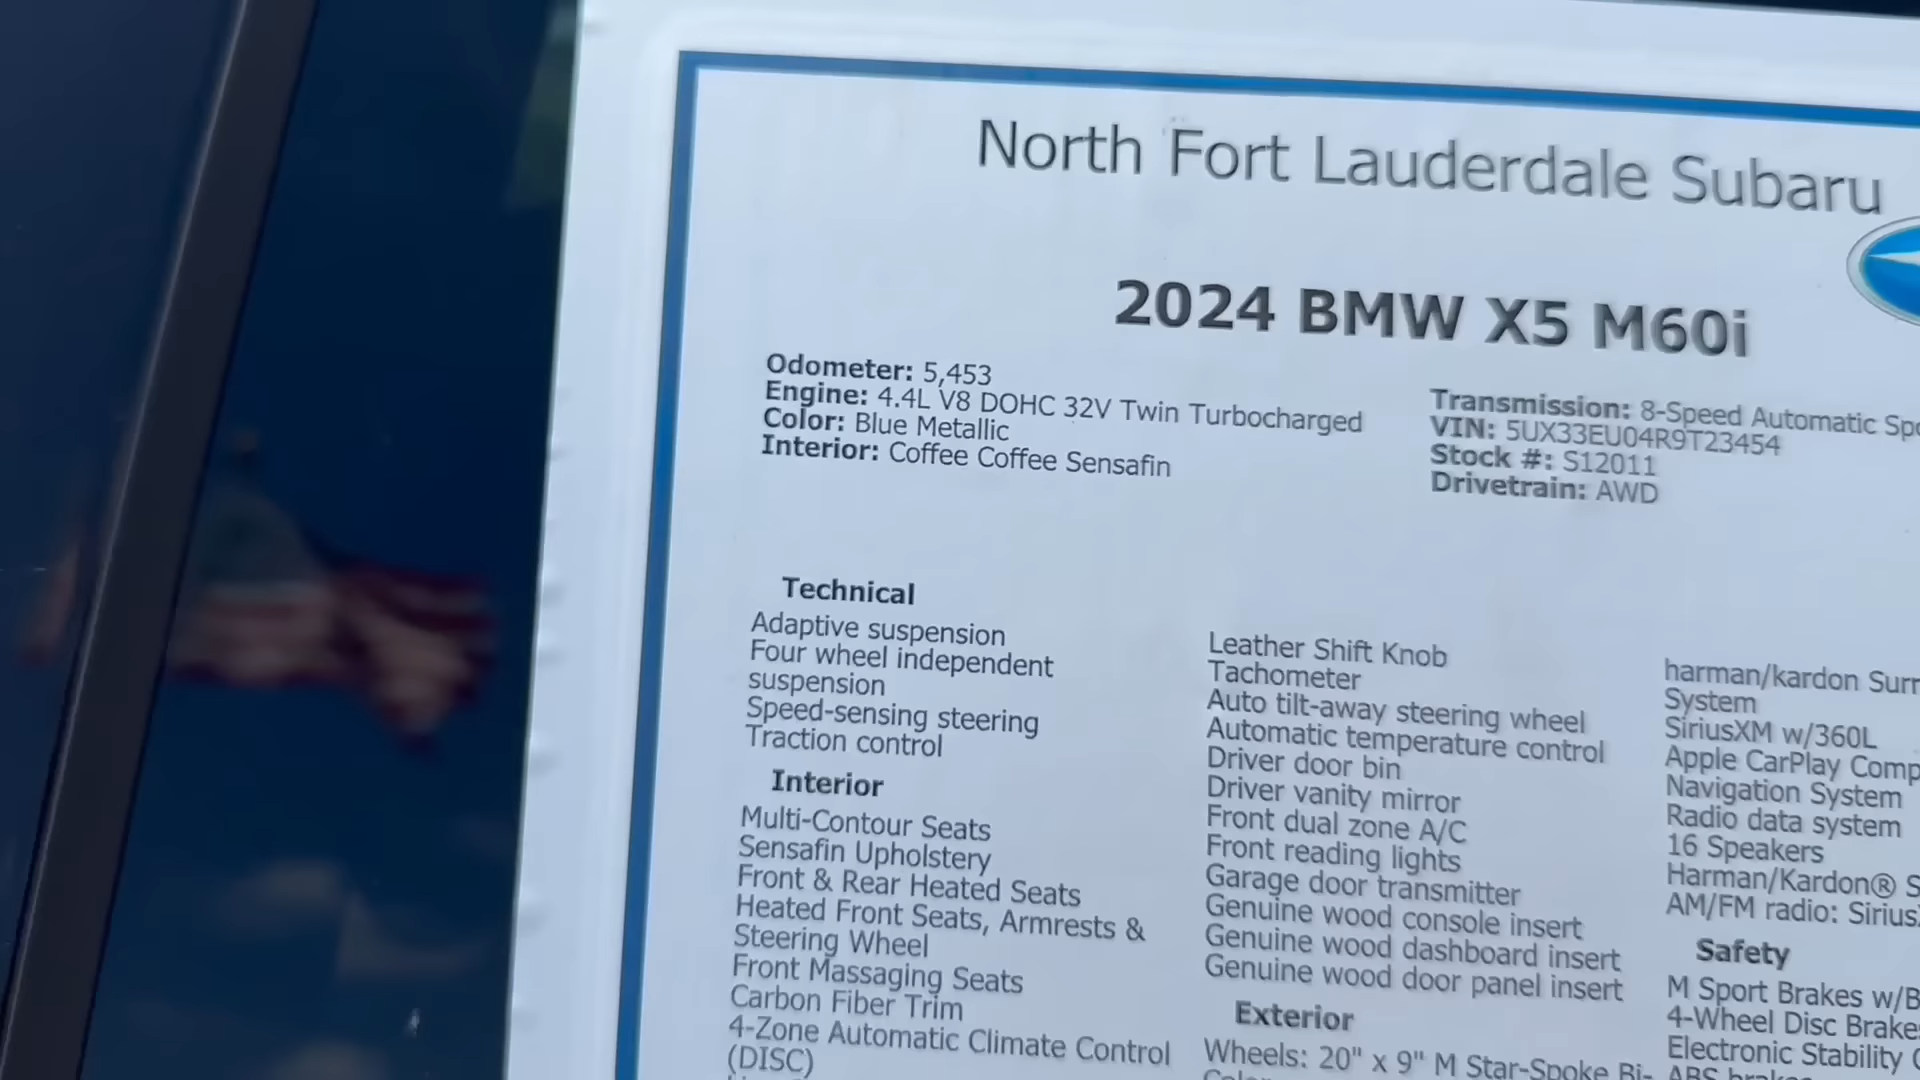 North Fort Lauderdale Subaru
2024 BMW X5 M60i
Odometer: 5,453
Engine: 4.4L V8 DOHC 32V Twin Turbocharged
Color: Blue Metallic
Interior: Coffee Coffee Sensafin
Transmission: 8-Speed Automatic
VIN: 5UX33EU04R9T23454
Stock #: S12011
Drivetrain: AWD
Technical
Adaptive suspension
Four wheel independent
suspension
Speed-sensing steering
Traction control
Interior
Multi-Contour Seats
Sensafin Upholstery
Front & Rear Heated Seats
Heated Front Seats, Armrests &
Steering Wheel
Front Massaging Seats
Carbon Fiber Trim
4-Zone Automatic Climate Control
(DISC)
Leather Shift Knob
Tachometer
Auto tilt-away steering wheel
Automatic temperature control
Driver door bin
Driver vanity mirror
Front dual zone A/C
Front reading lights
Garage door transmitter
Genuine wood console insert
Genuine wood dashboard insert
Genuine wood door panel insert
Exterior
Wheels: 20" x 9" M Star-Spoke Bi-
harman/kardon
System
SiriusXM w/360L
Apple CarPlay
Navigation System
Radio data system
16 Speakers
Harman/Kardon®
AM/FM radio:
Safety
M Sport Brakes
4-Wheel Disc
Electronic Stability
ABS